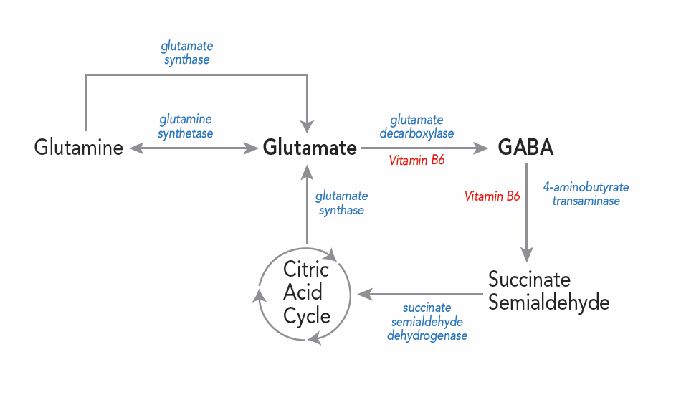 glutamate
synthase
glutamine
synthetase
Glutamine
Glutamate
glutamate
decarboxylase
Vitamin B6
GABA
glutamate
synthase
Vitamin B6
4-aminobutyrate
transaminase
Citric
Acid
Cycle
Succinate
Semialdehyde
succinate
semialdehyde
dehydrogenase